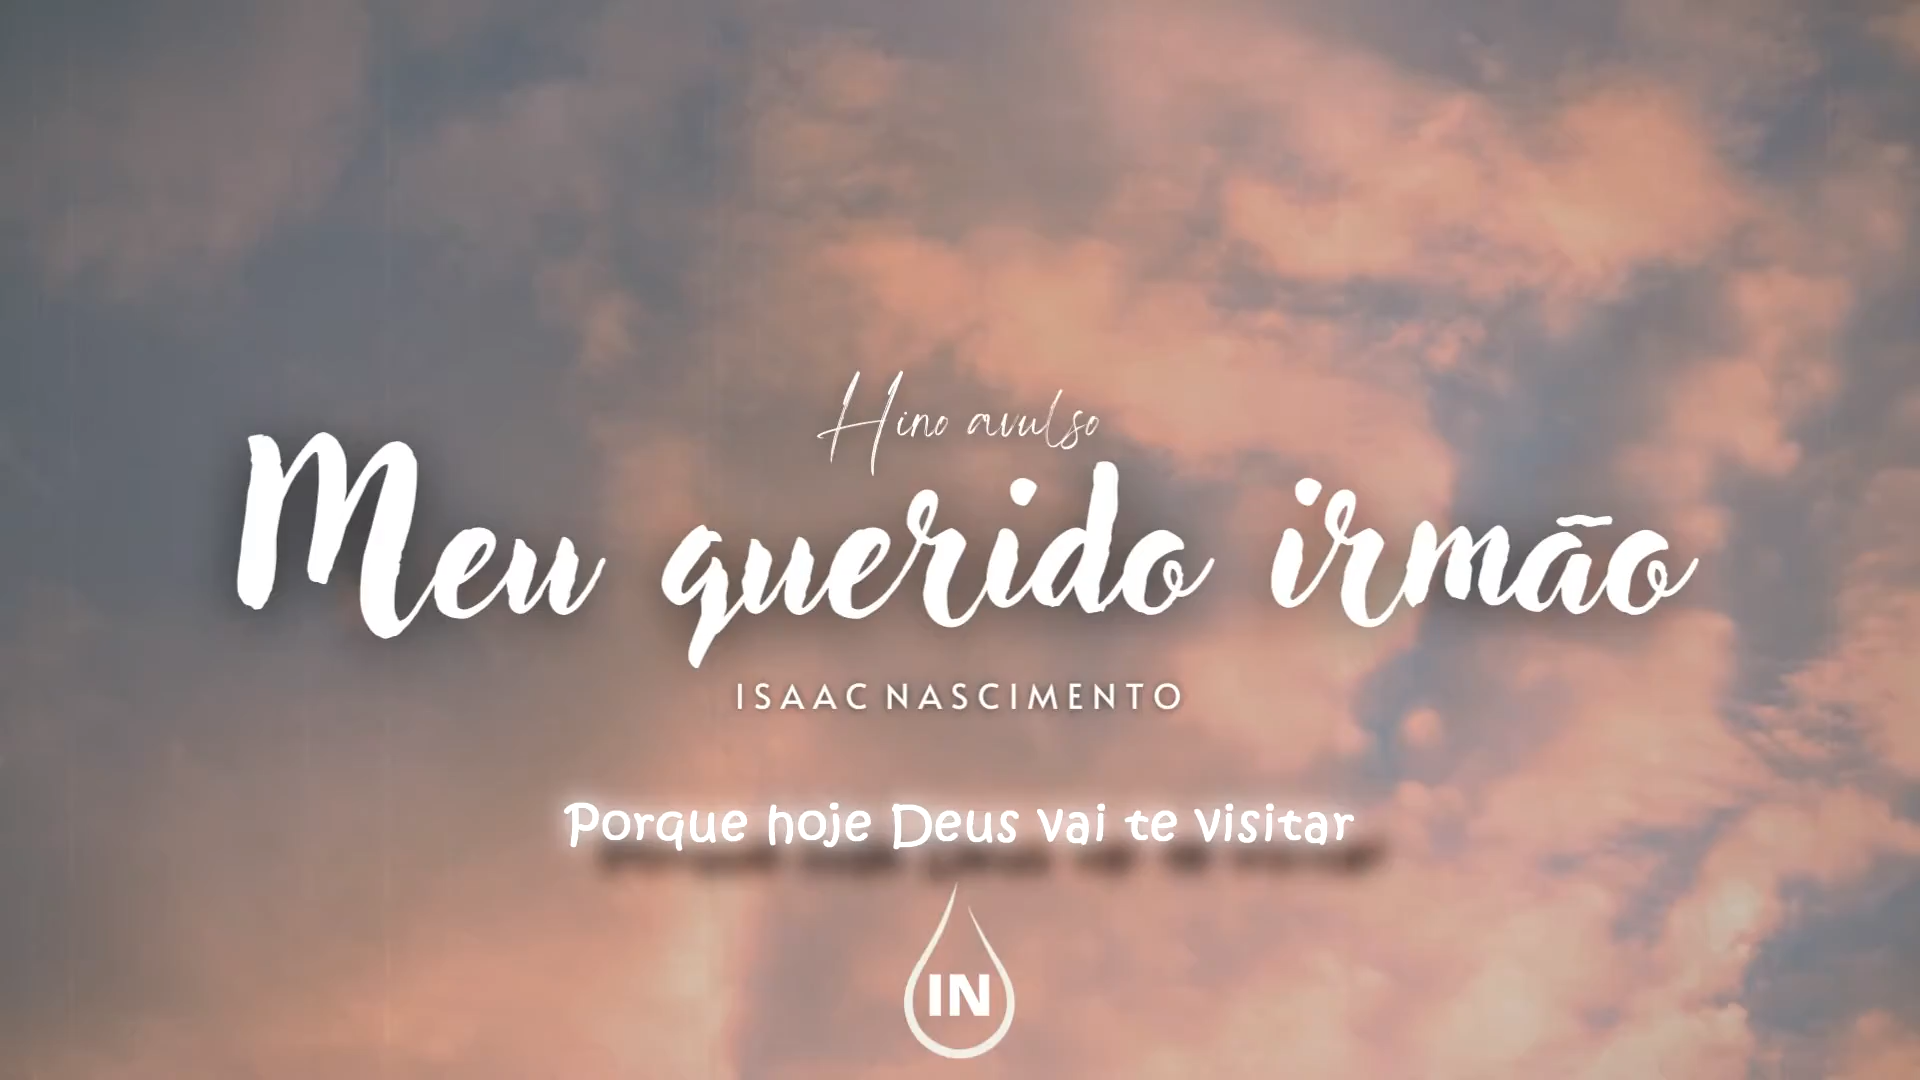 Hino avulso
Meu querido irmão
ISAAC NASCIMENTO
Porque hoje Deus vai te visitar
IN